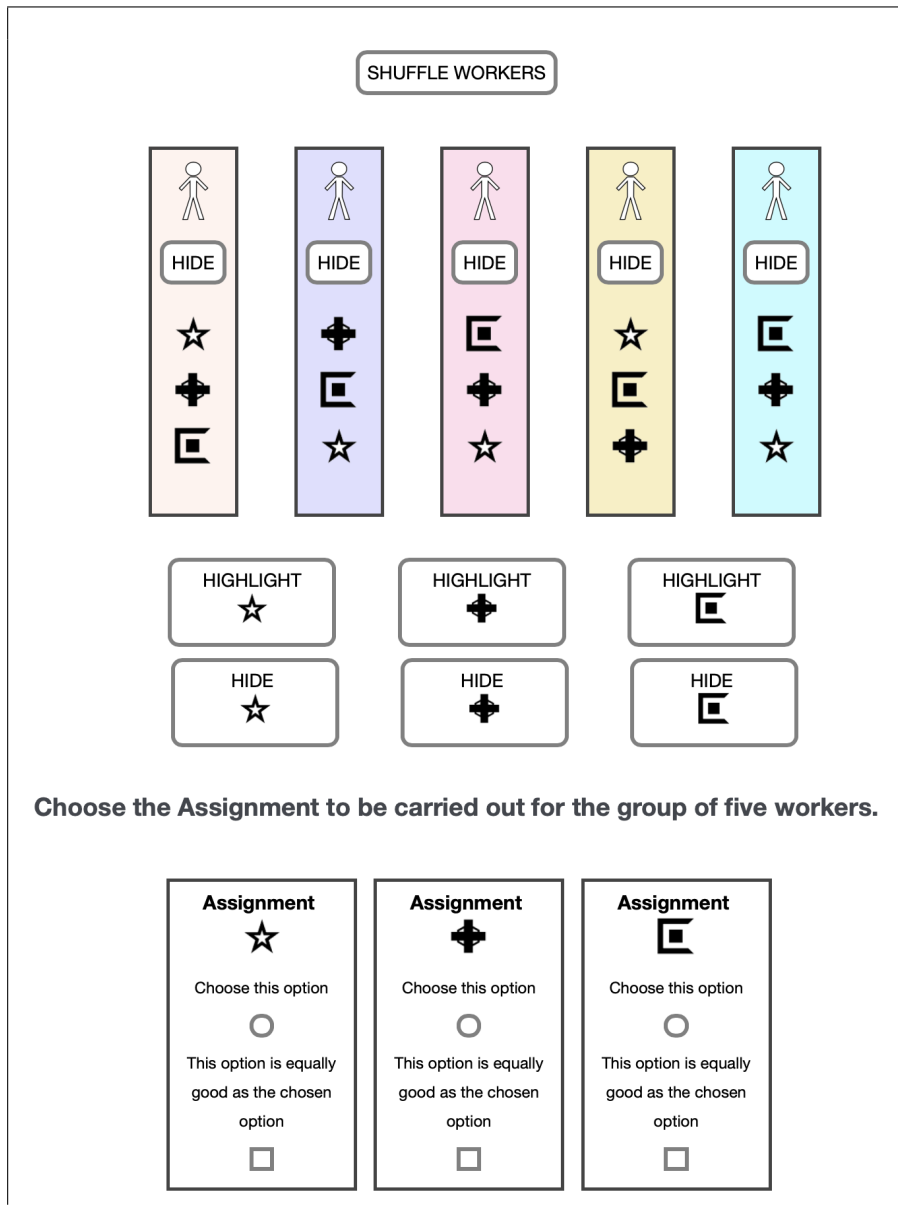 SHUFFLE WORKERS
HIDE HIDE HIDE HIDE HIDE
HIGHLIGHT HIGHLIGHT HIGHLIGHT
HIDE HIDE HIDE
Choose the Assignment to be carried out for the group of five workers.
Assignment Assignment Assignment
Choose this option Choose this option Choose this option
This option is equally This option is equally This option is equally
good as the chosen good as the chosen good as the chosen
option option option